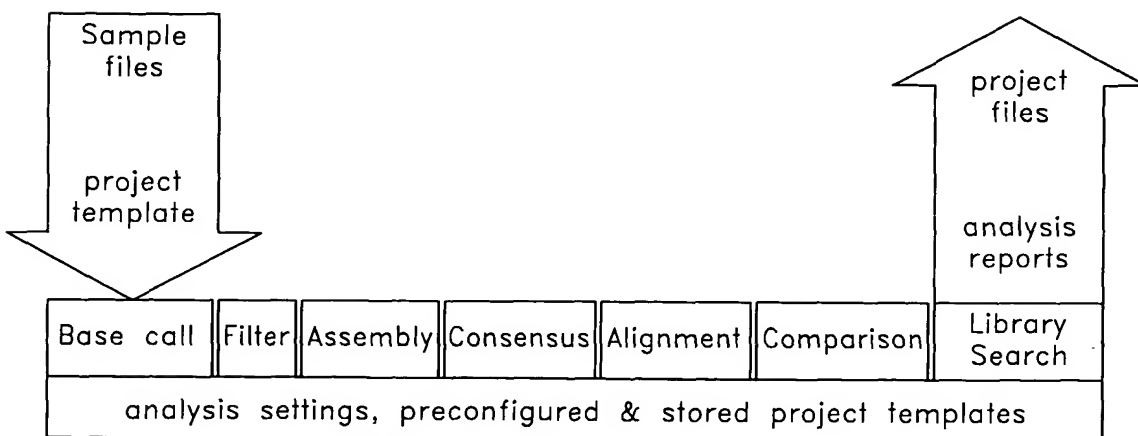 Sample
files
project
template
project
files
analysis
reports
Base call
Filter
Assembly
Consensus
Alignment
Comparison
Library
Search
analysis settings, preconfigured & stored project templates